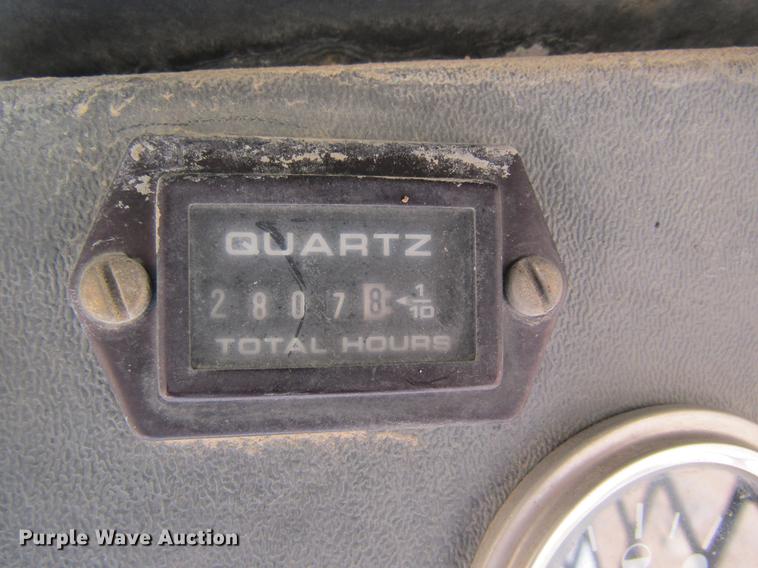 QUARTZ
2 8 0 7 8 1/10
TOTAL HOURS
Purple Wave Auction